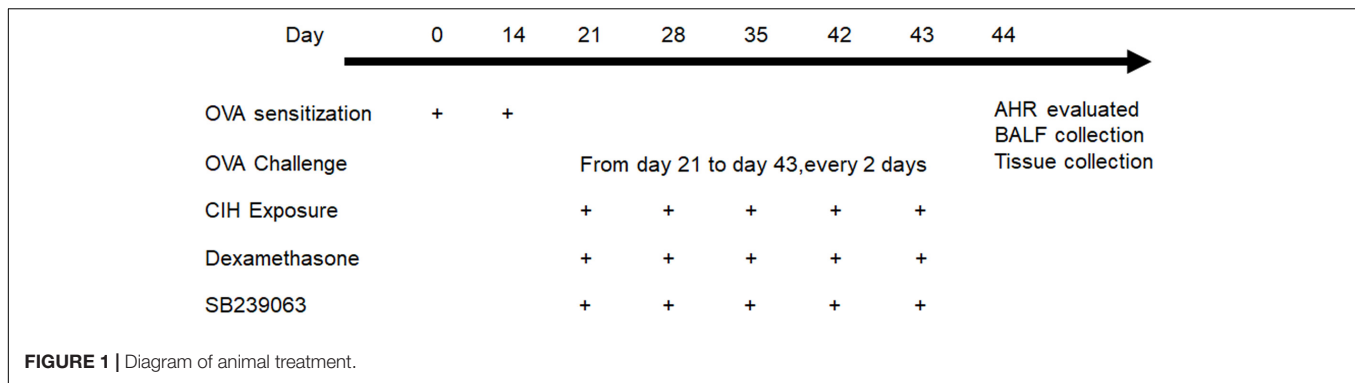 Day 0 14 21 28 35 42 43 44
OVA sensitization + +
AHR evaluated
BALF collection
Tissue collection
OVA Challenge From day 21 to day 43,every 2 days
CIH Exposure + + + + +
Dexamethasone + + + + +
SB239063 + + + + +
FIGURE 1 | Diagram of animal treatment.